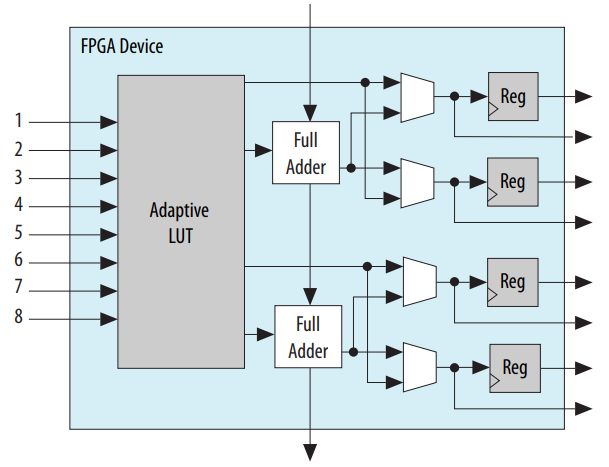 FPGA Device
1
2
3
4
5
6
7
8
Adaptive
LUT
Full
Adder
Full
Adder
Reg
Reg
Reg
Reg